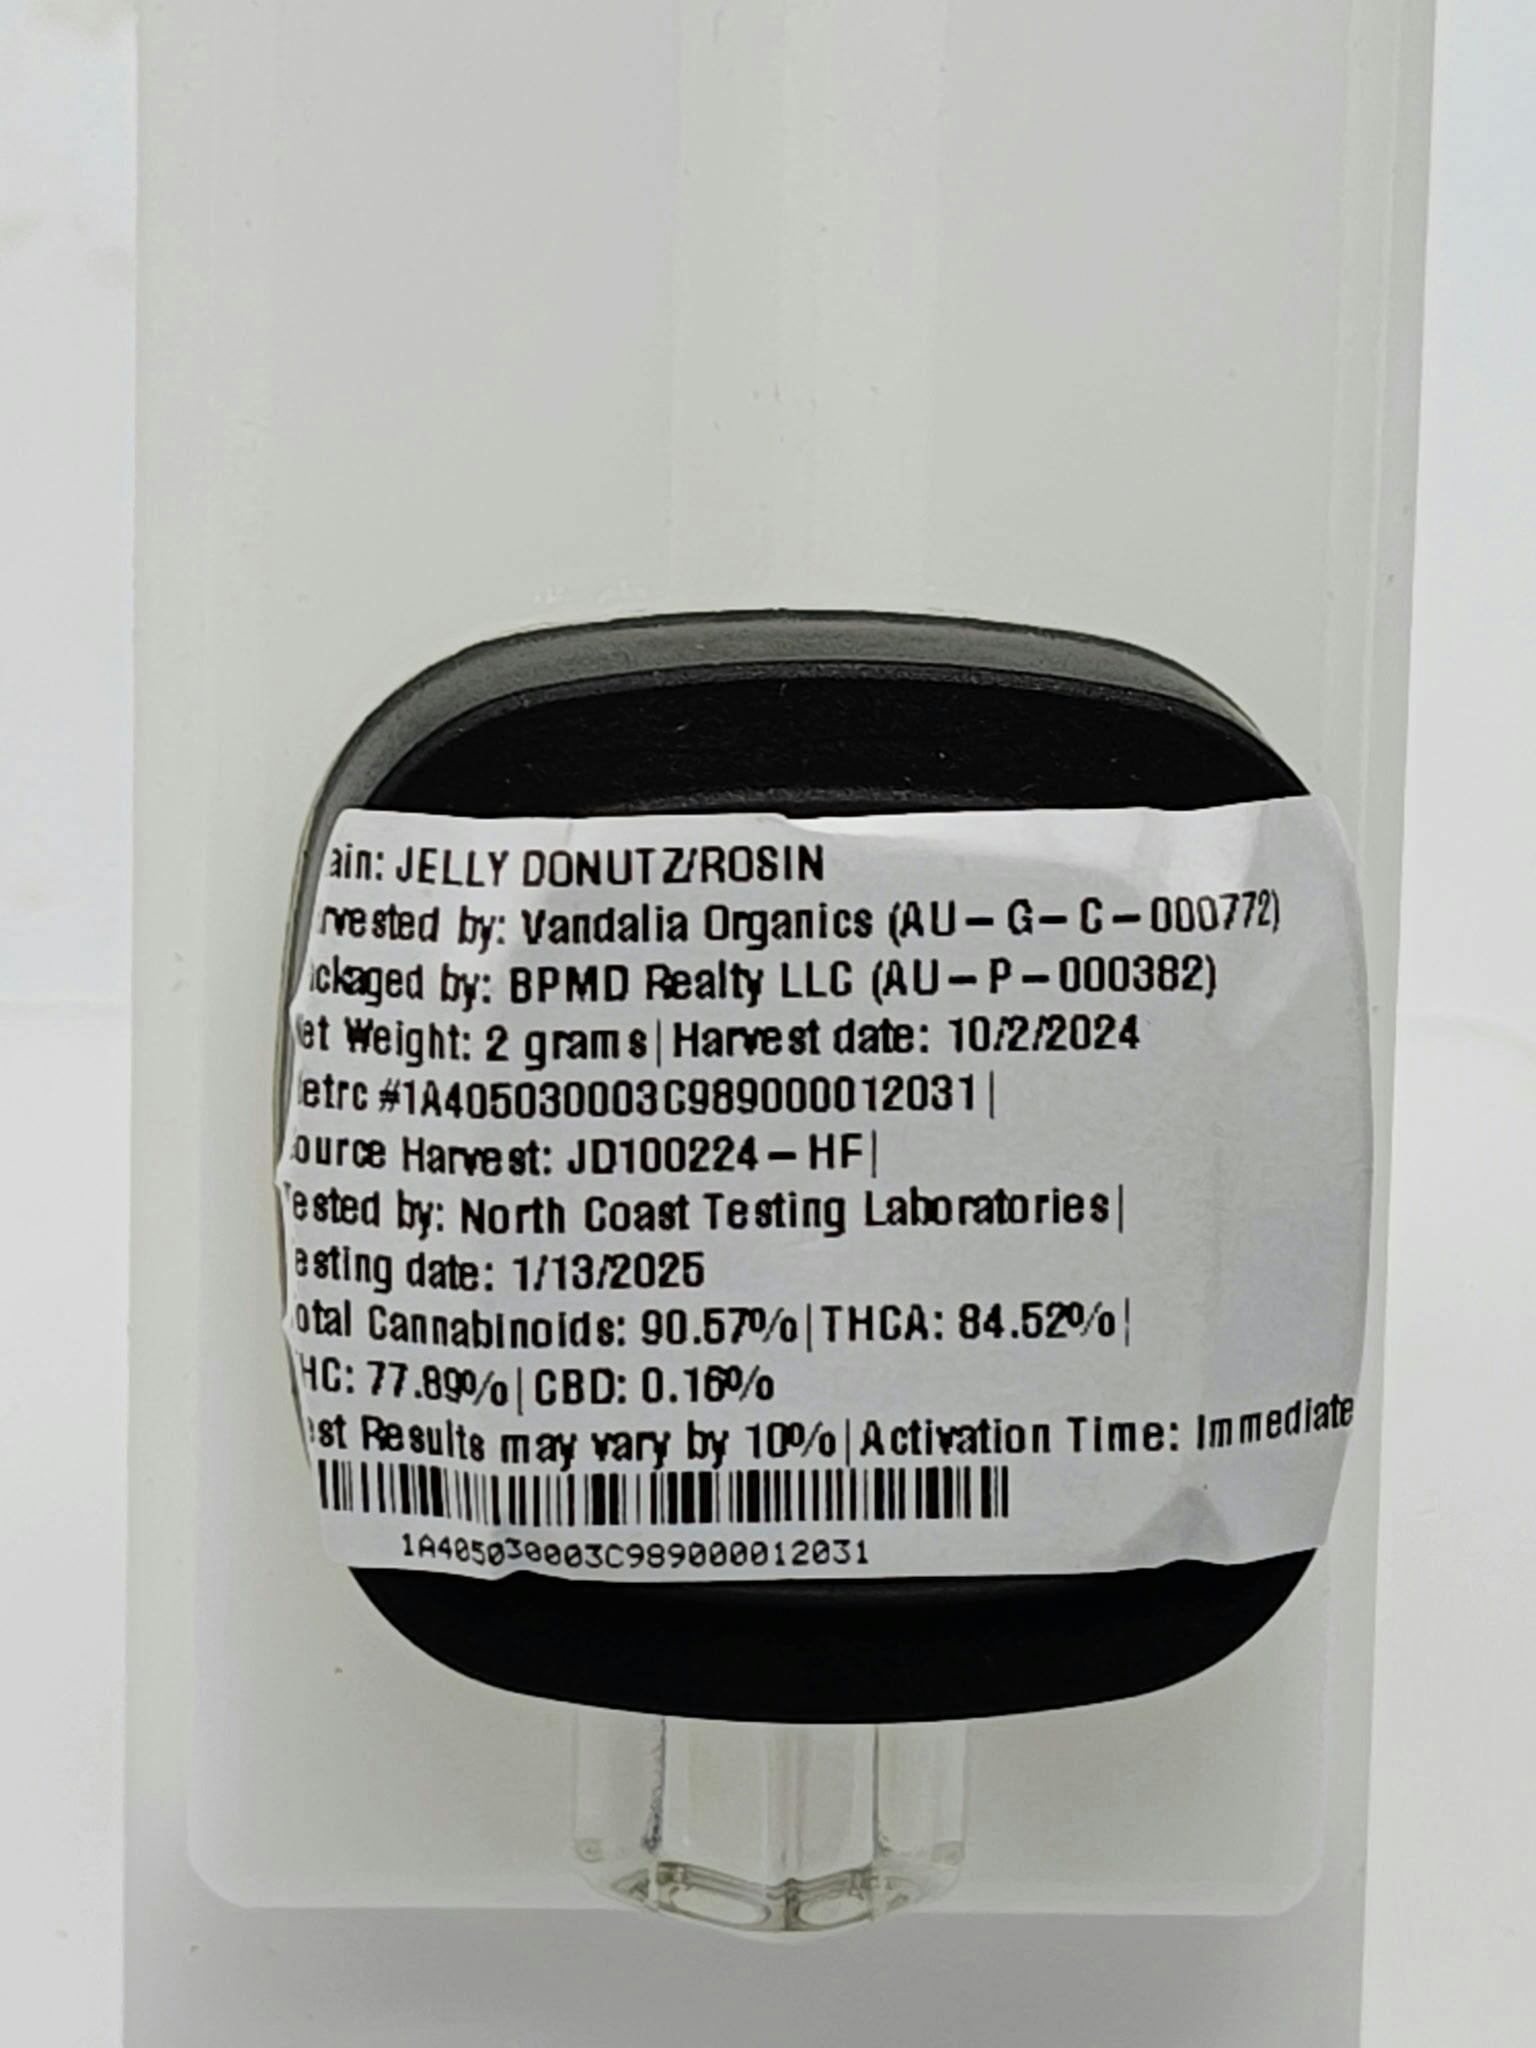 ain: JELLY DONUTZ/ROSIN
rvested by: Vandalia Organics (AU-G-C-000772)
ckaged by: BPMD Realty LLC (AU-P-000382)
et Weight: 2 grams|Harvest date: 10/2/2024
etrc #1A405030003C989000012031|
ource Harvest: JD100224-HF|
Tested by: North Coast Testing Laboratories|
esting date: 1/13/2025
otal Cannabinoids: 90.57%|THCA: 84.52%|
HC: 77.89%|CBD: 0.16%
est Results may vary by 10%|Activation Time: Immediate
1A405030003C989000012031